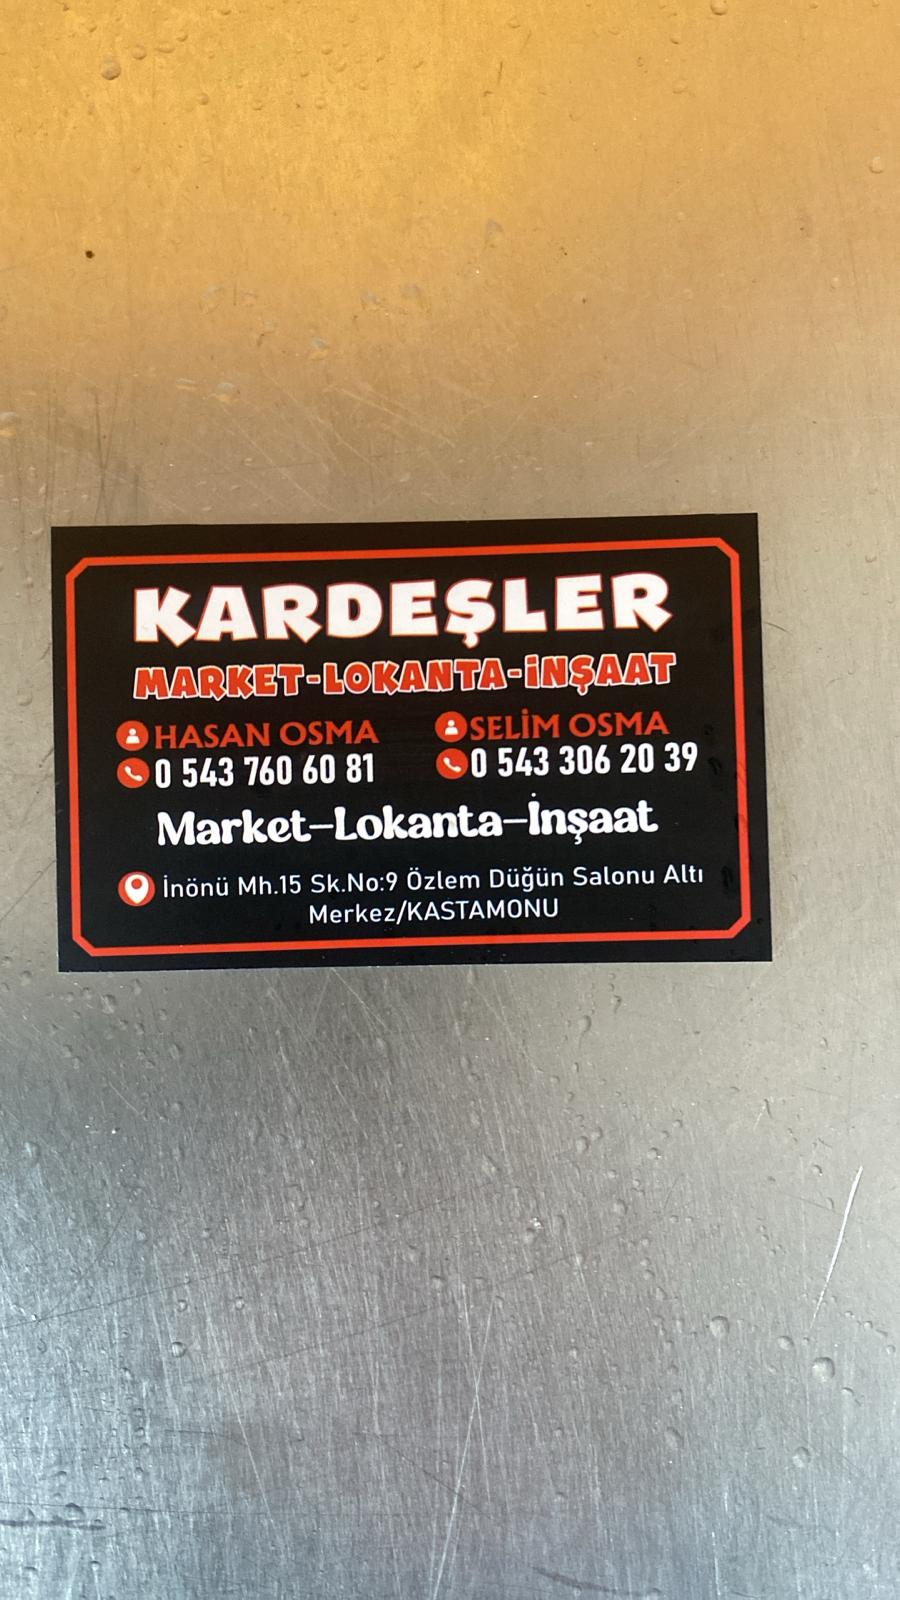 KARDEŞLER
MARKET-LOKANTA-İNŞAAT
HASAN OSMA
0 543 760 60 81
SELİM OSMA
0 543 306 20 39
Market–Lokanta–İnşaat
İnönü Mh.15 Sk.No:9 Özlem Düğün Salonu Altı
Merkez/KASTAMONU